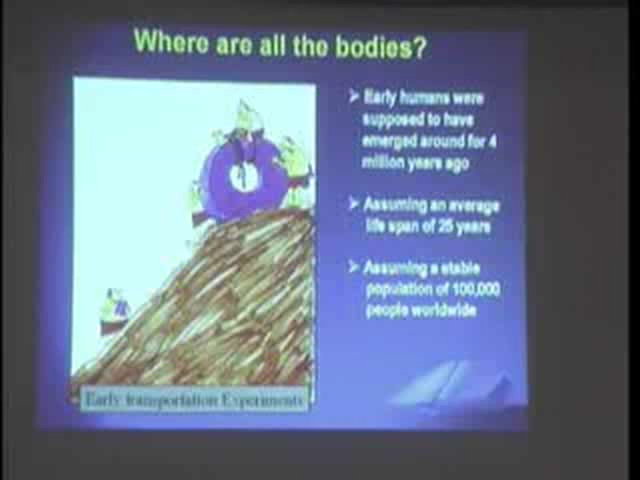 Where are all the bodies?
Early humans were
supposed to have
emerged around for 4
million years ago
Assuming an average
life span of 25 years
Assuming a stable
population of 100,000
people worldwide
Early transportation Experiments